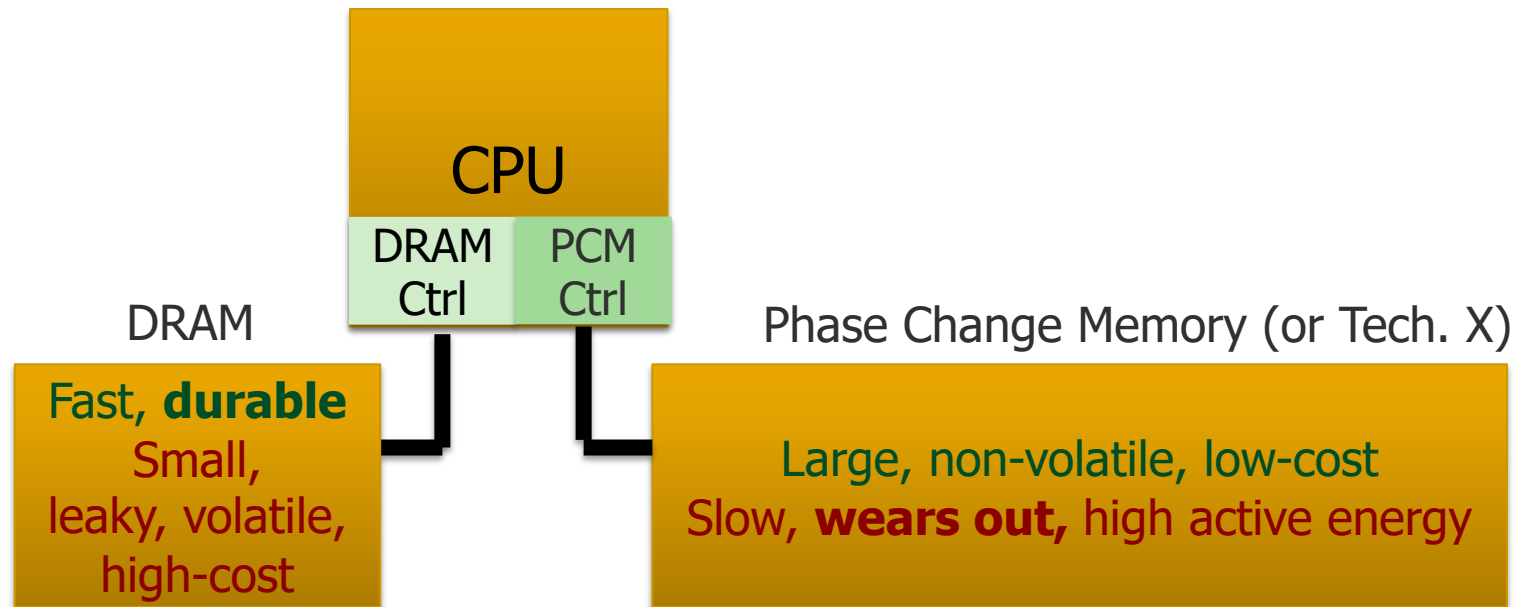 CPU
DRAM
Ctrl
PCM
Ctrl
DRAM
Fast, durable
Small,
leaky, volatile,
high-cost
Phase Change Memory (or Tech. X)
Large, non-volatile, low-cost
Slow, wears out, high active energy